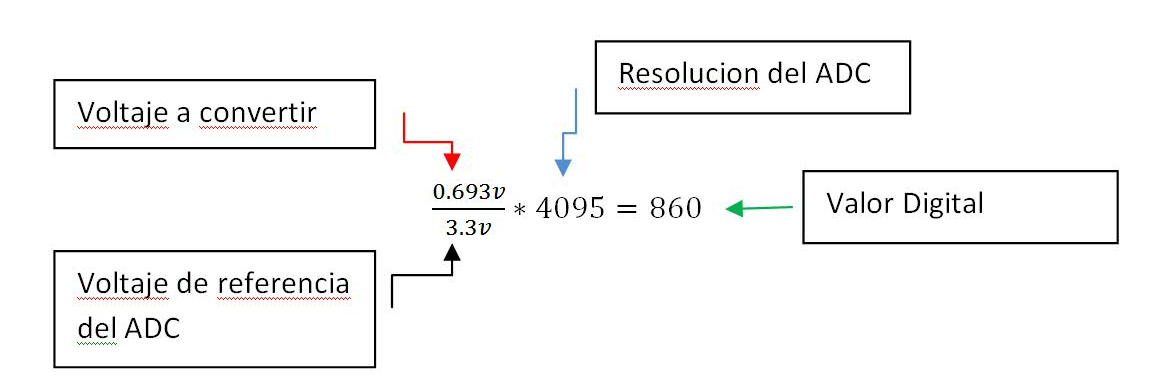 Resolucion del ADC
Voltaje a convertir
0.693v
3.3v
* 4095 = 860
Valor Digital
Voltaje de referencia
del ADC